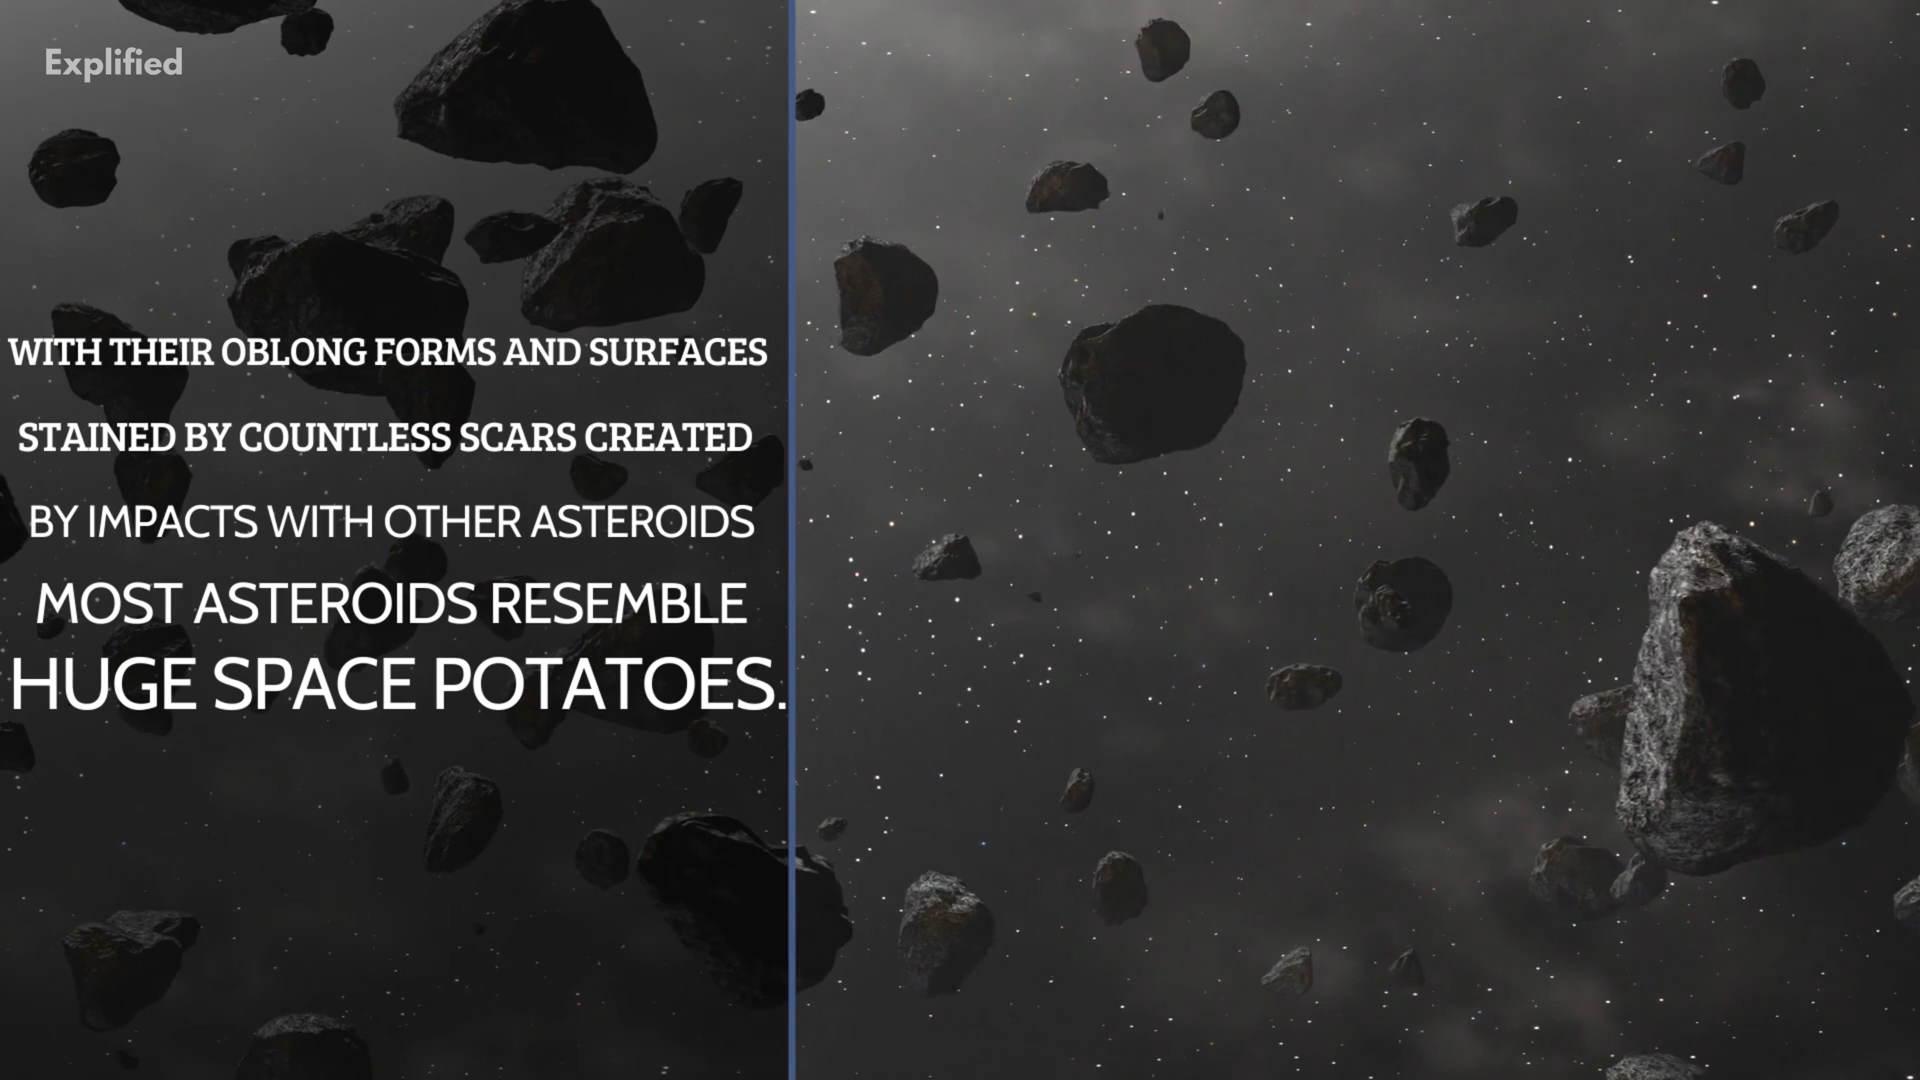 Explified
WITH THEIR OBLONG FORMS AND SURFACES
STAINED BY COUNTLESS SCARS CREATED
BY IMPACTS WITH OTHER ASTEROIDS
MOST ASTEROIDS RESEMBLE
HUGE SPACE POTATOES.